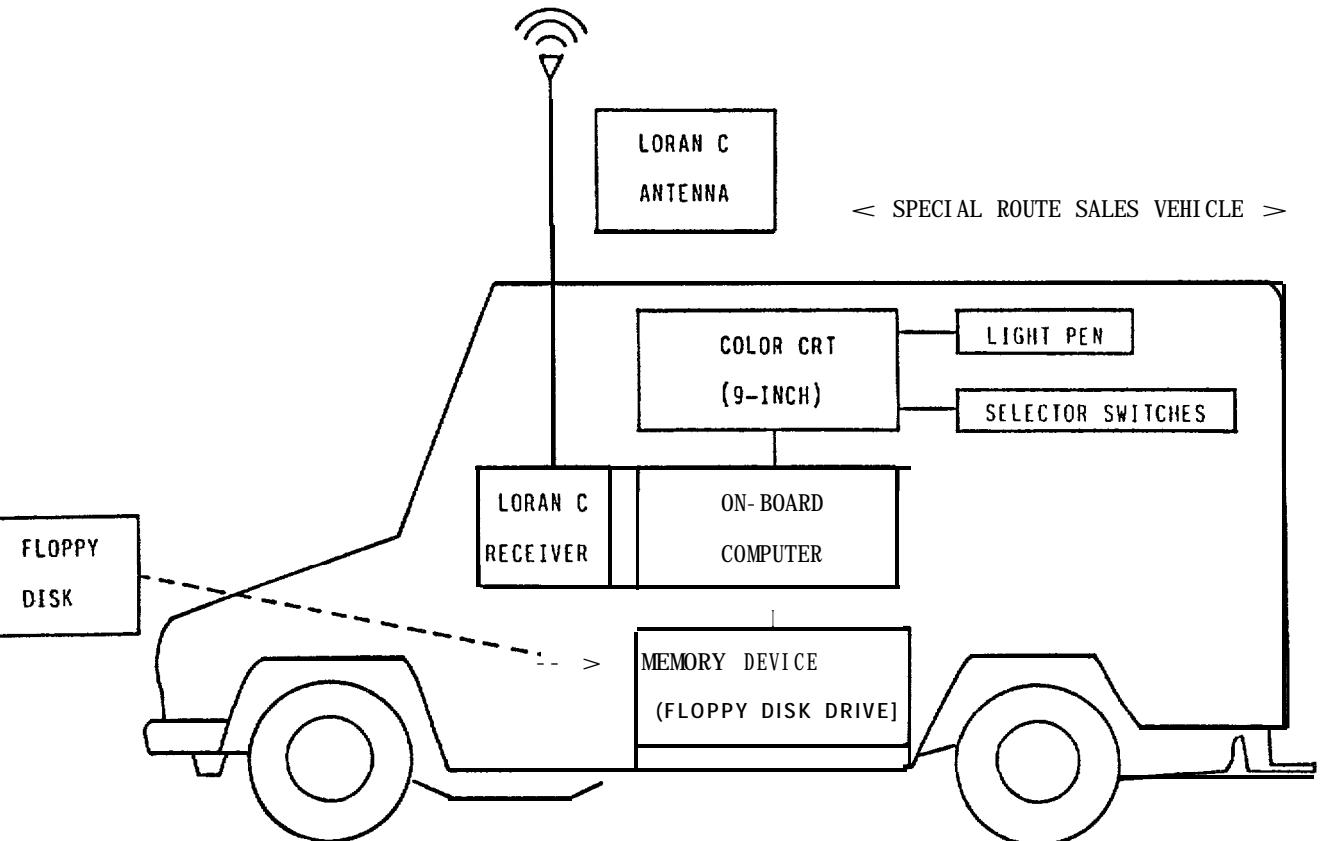 LORAN C
ANTENNA
< SPECIAL ROUTE SALES VEHICLE >
COLOR CRT
(9-INCH)
LIGHT PEN
SELECTOR SWITCHES
LORAN C
RECEIVER
ON-BOARD
COMPUTER
FLOPPY
DISK
-- > MEMORY DEVICE
(FLOPPY DISK DRIVE]